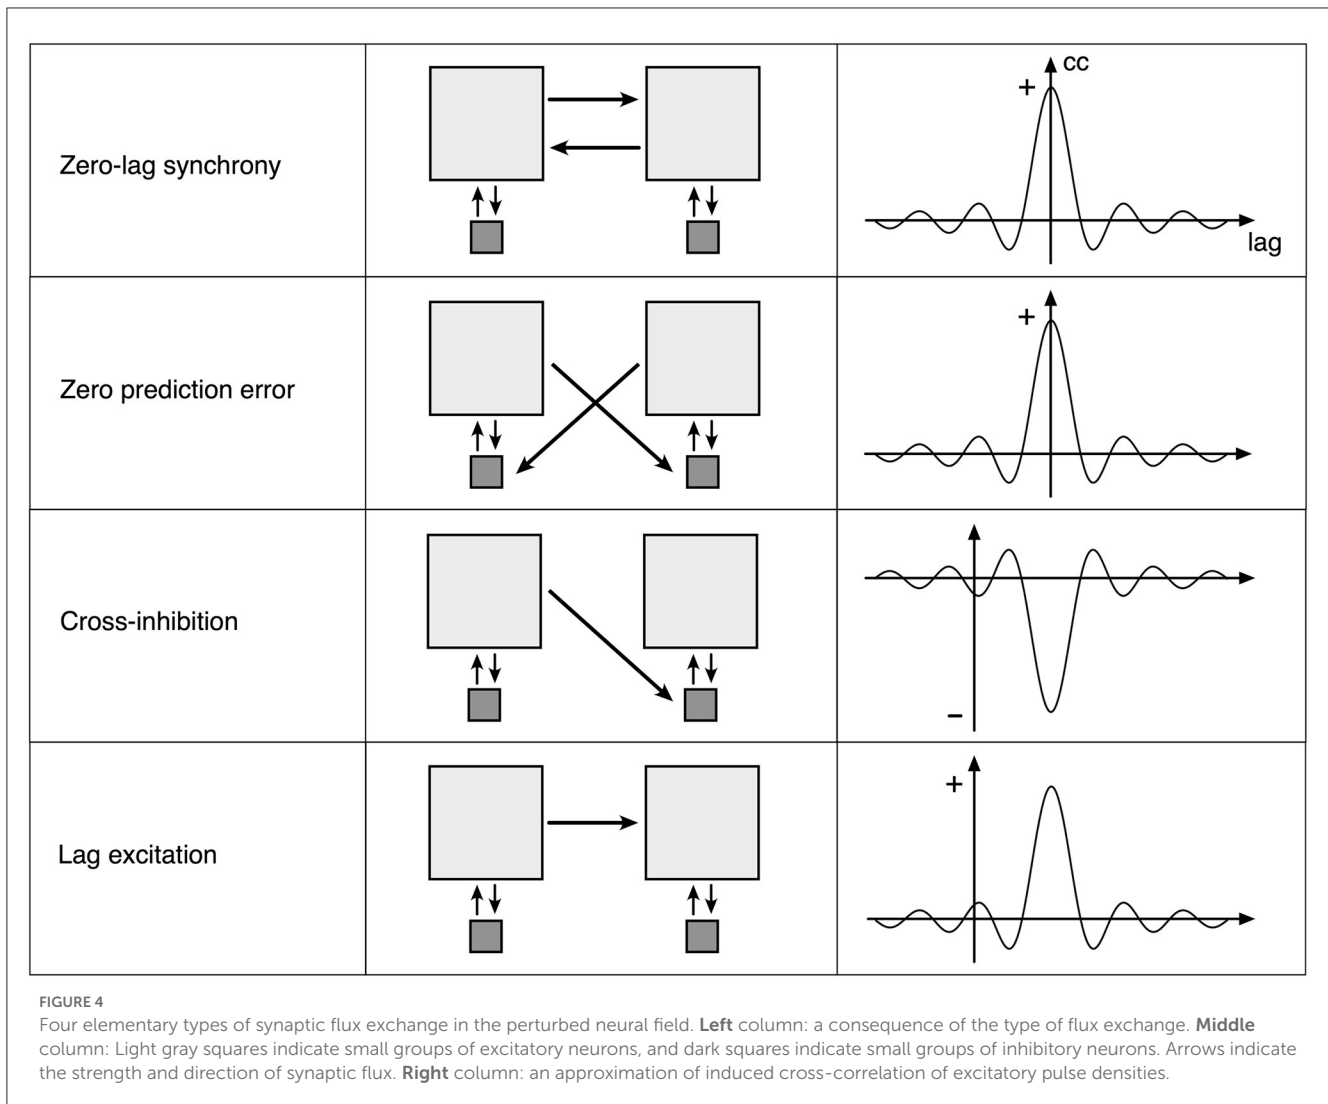 Zero-lag synchrony
+
cc
lag
Zero prediction error
+
Cross-inhibition
–
Lag excitation
+
FIGURE 4
Four elementary types of synaptic flux exchange in the perturbed neural field. Left column: a consequence of the type of flux exchange. Middle
column: Light gray squares indicate small groups of excitatory neurons, and dark squares indicate small groups of inhibitory neurons. Arrows indicate
the strength and direction of synaptic flux. Right column: an approximation of induced cross-correlation of excitatory pulse densities.